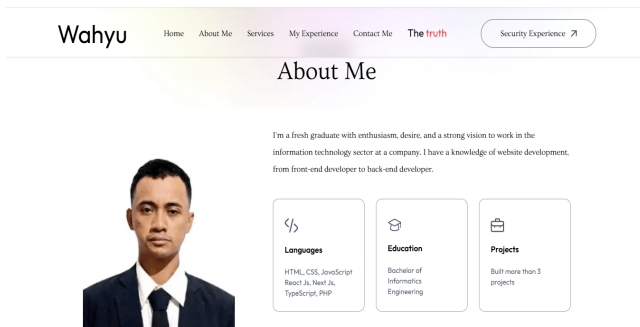 Wahyu
Home About Me Services My Experience Contact Me The truth Security Experience
About Me
I'm a fresh graduate with enthusiasm, desire, and a strong vision to work in the
information technology sector at a company. I have a knowledge of website development,
from front-end developer to back-end developer.
Languages
HTML, CSS, JavaScript
React Js, Next Js,
TypeScript, PHP
Education
Bachelor of
Informatics
Engineering
Projects
Built more than 3
projects